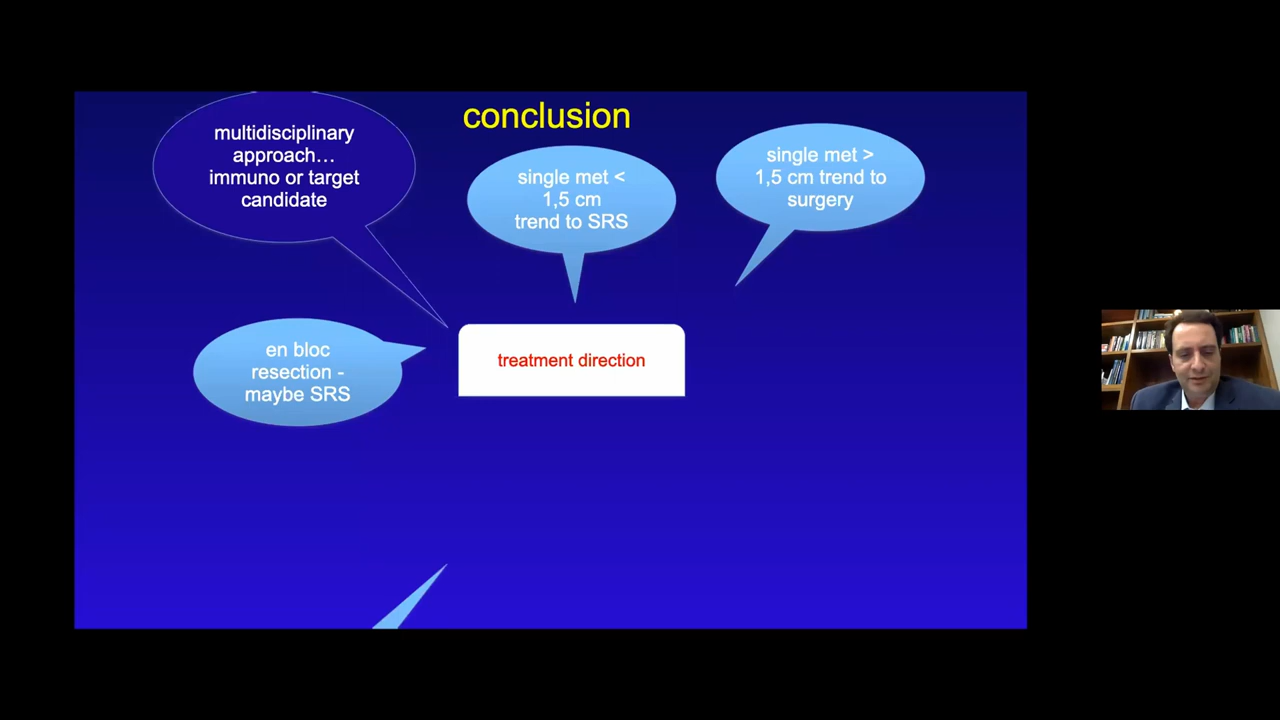 conclusion
multidisciplinary
approach…
immuno or target
candidate
single met <
1,5 cm
trend to SRS
single met >
1,5 cm trend to
surgery
en bloc
resection -
maybe SRS
treatment direction